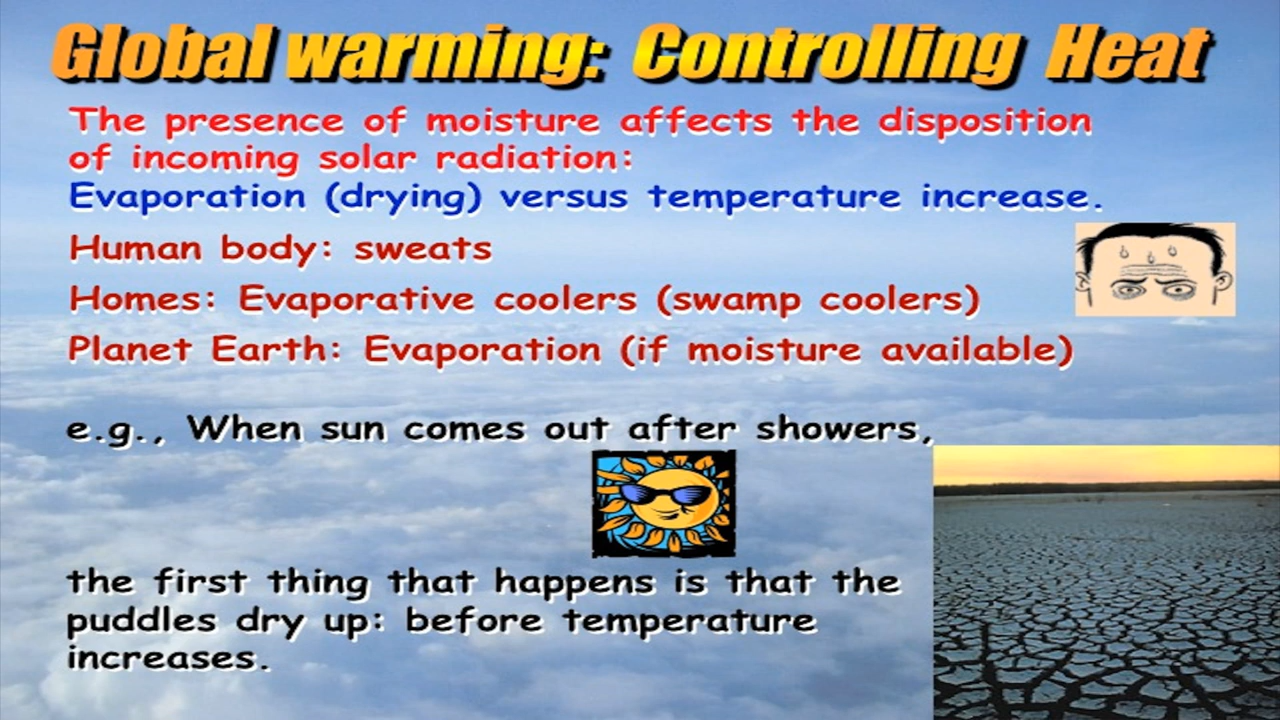 Global warming: Controlling Heat
The presence of moisture affects the disposition
of incoming solar radiation:
Evaporation (drying) versus temperature increase.
Human body: sweats
Homes: Evaporative coolers (swamp coolers)
Planet Earth: Evaporation (if moisture available)
e.g., When sun comes out after showers,
the first thing that happens is that the
puddles dry up: before temperature
increases.